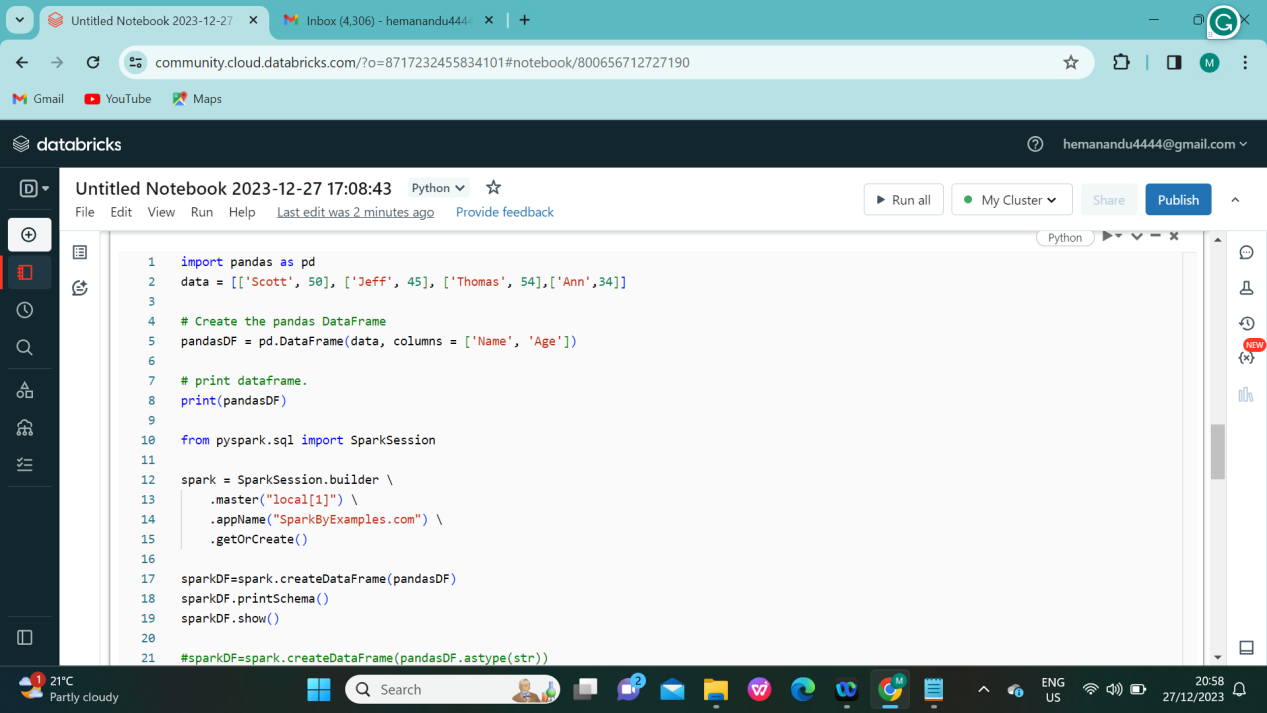 Untitled Notebook 2023-12-27
Inbox (4,306) - hemanandu4444
community.cloud.databricks.com/?o=8717232455834101#notebook/800656712727190
M
Gmail
YouTube
Maps
databricks
hemanandu4444@gmail.com
D
Untitled Notebook 2023-12-27 17:08:43
Python
File Edit View Run Help Last edit was 2 minutes ago Provide feedback
Run all
My Cluster
Share
Publish
Python
NEW
1 import pandas as pd
2 data = [['Scott', 50], ['Jeff', 45], ['Thomas', 54],['Ann',34]]
3
4 # Create the pandas DataFrame
5 pandasDF = pd.DataFrame(data, columns = ['Name', 'Age'])
6
7 # print dataframe.
8 print(pandasDF)
9
10 from pyspark.sql import SparkSession
11
12 spark = SparkSession.builder \
13 .master("local[1]") \
14 .appName("SparkByExamples.com") \
15 .getOrCreate()
16
17 sparkDF=spark.createDataFrame(pandasDF)
18 sparkDF.printSchema()
19 sparkDF.show()
20
21 #sparkDF=spark.createDataFrame(pandasDF.astype(str))
1
21°C
Partly cloudy
Search
2
M
ENG
US
20:58
27/12/2023